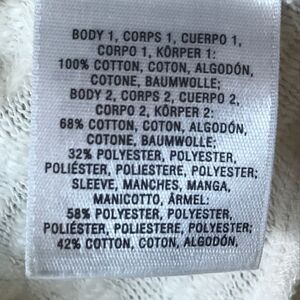 BODY 1, CORPS 1, CUERPO 1,
CORPO 1, KÖRPER 1:
100% COTTON, COTON, ALGODÓN,
COTONE, BAUMWOLLE;
BODY 2, CORPS 2, CUERPO 2,
CORPO 2, KÖRPER 2:
68% COTTON, COTON, ALGODÓN,
COTONE, BAUMWOLLE;
32% POLYESTER, POLYESTER,
POLIÉSTER, POLIESTERE, POLYESTER;
SLEEVE, MANCHES, MANGA,
MANICOTTO, ÄRMEL:
58% POLYESTER, POLYESTER,
POLIÉSTER, POLIESTERE, POLYESTER;
42% COTTON, COTON, ALGODÓN,